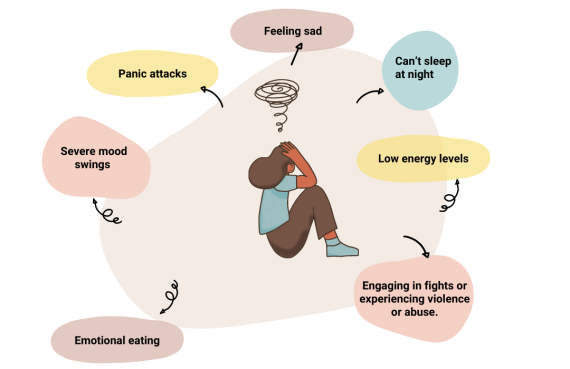 Feeling sad
Can't sleep
at night
Panic attacks
Low energy levels
Severe mood
swings
Engaging in fights or
experiencing violence
or abuse.
Emotional eating